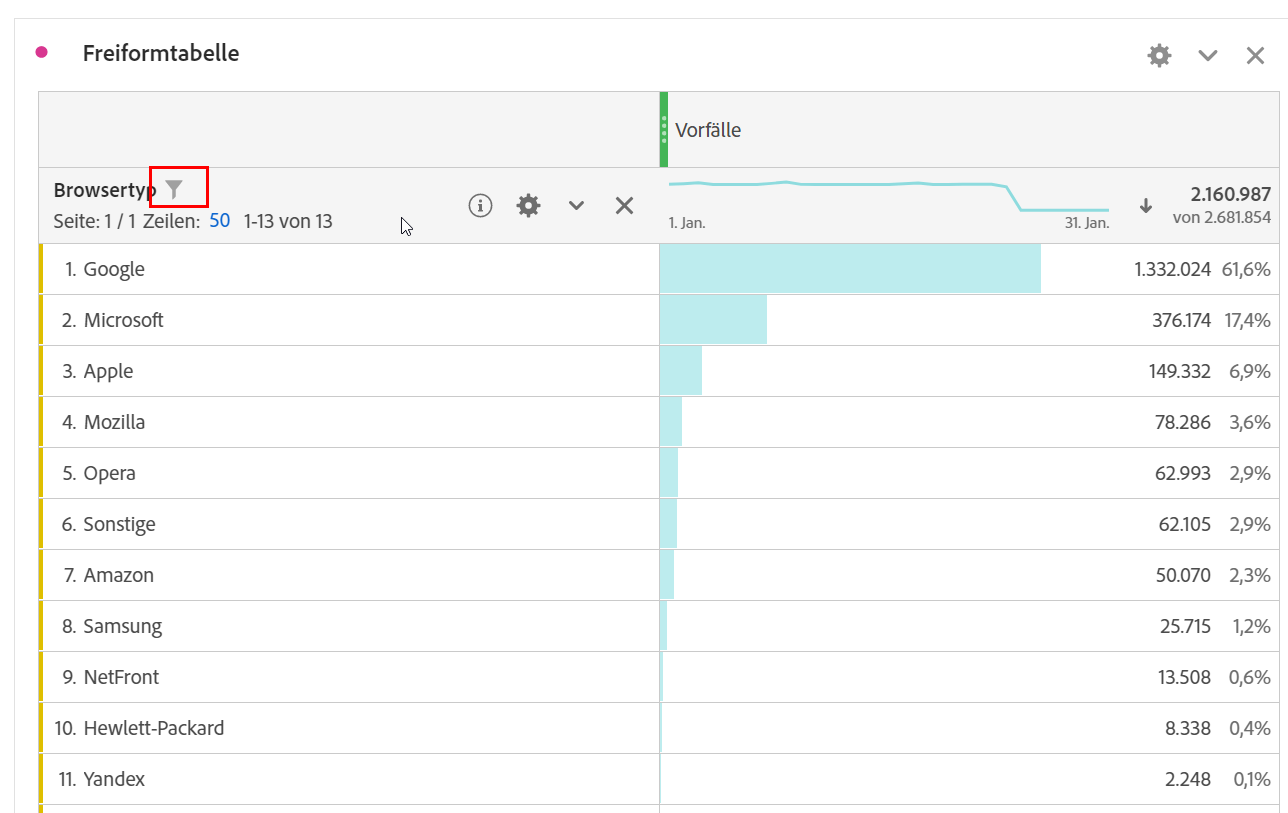 Freiformtabelle
Vorfälle
Browsertyp
Seite: 1 / 1 Zeilen: 50 1-13 von 13
1. Jan.
31. Jan.
2.160.987
von 2.681.854
1. Google 1.332.024 61,6%
2. Microsoft 376.174 17,4%
3. Apple 149.332 6,9%
4. Mozilla 78.286 3,6%
5. Opera 62.993 2,9%
6. Sonstige 62.105 2,9%
7. Amazon 50.070 2,3%
8. Samsung 25.715 1,2%
9. NetFront 13.508 0,6%
10. Hewlett-Packard 8.338 0,4%
11. Yandex 2.248 0,1%